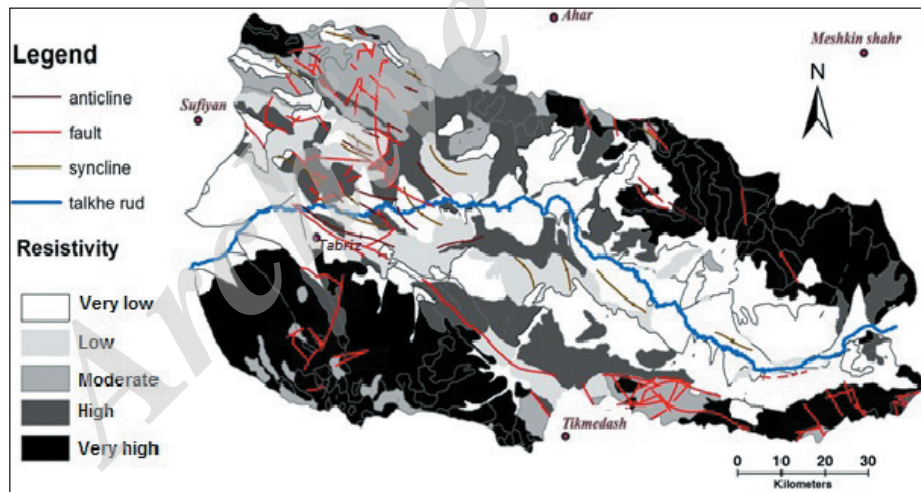 Ahar
Meshkin shahr
Legend
anticline
fault
syncline
talkhe rud
Sufiyan
N
Tabriz
Resistivity
Very low
Low
Moderate
High
Very high
Tikmedash
0 10 20 30
Kilometers